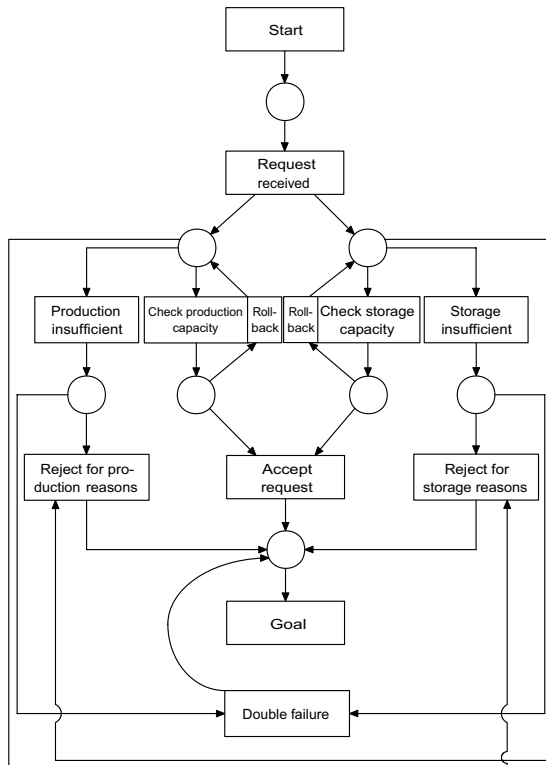 Start
Request
received
Production
insufficient
Check production
capacity
Roll-
back
Roll-
back
Check storage
capacity
Storage
insufficient
Reject for pro-
duction reasons
Accept
request
Reject for
storage reasons
Goal
Double failure